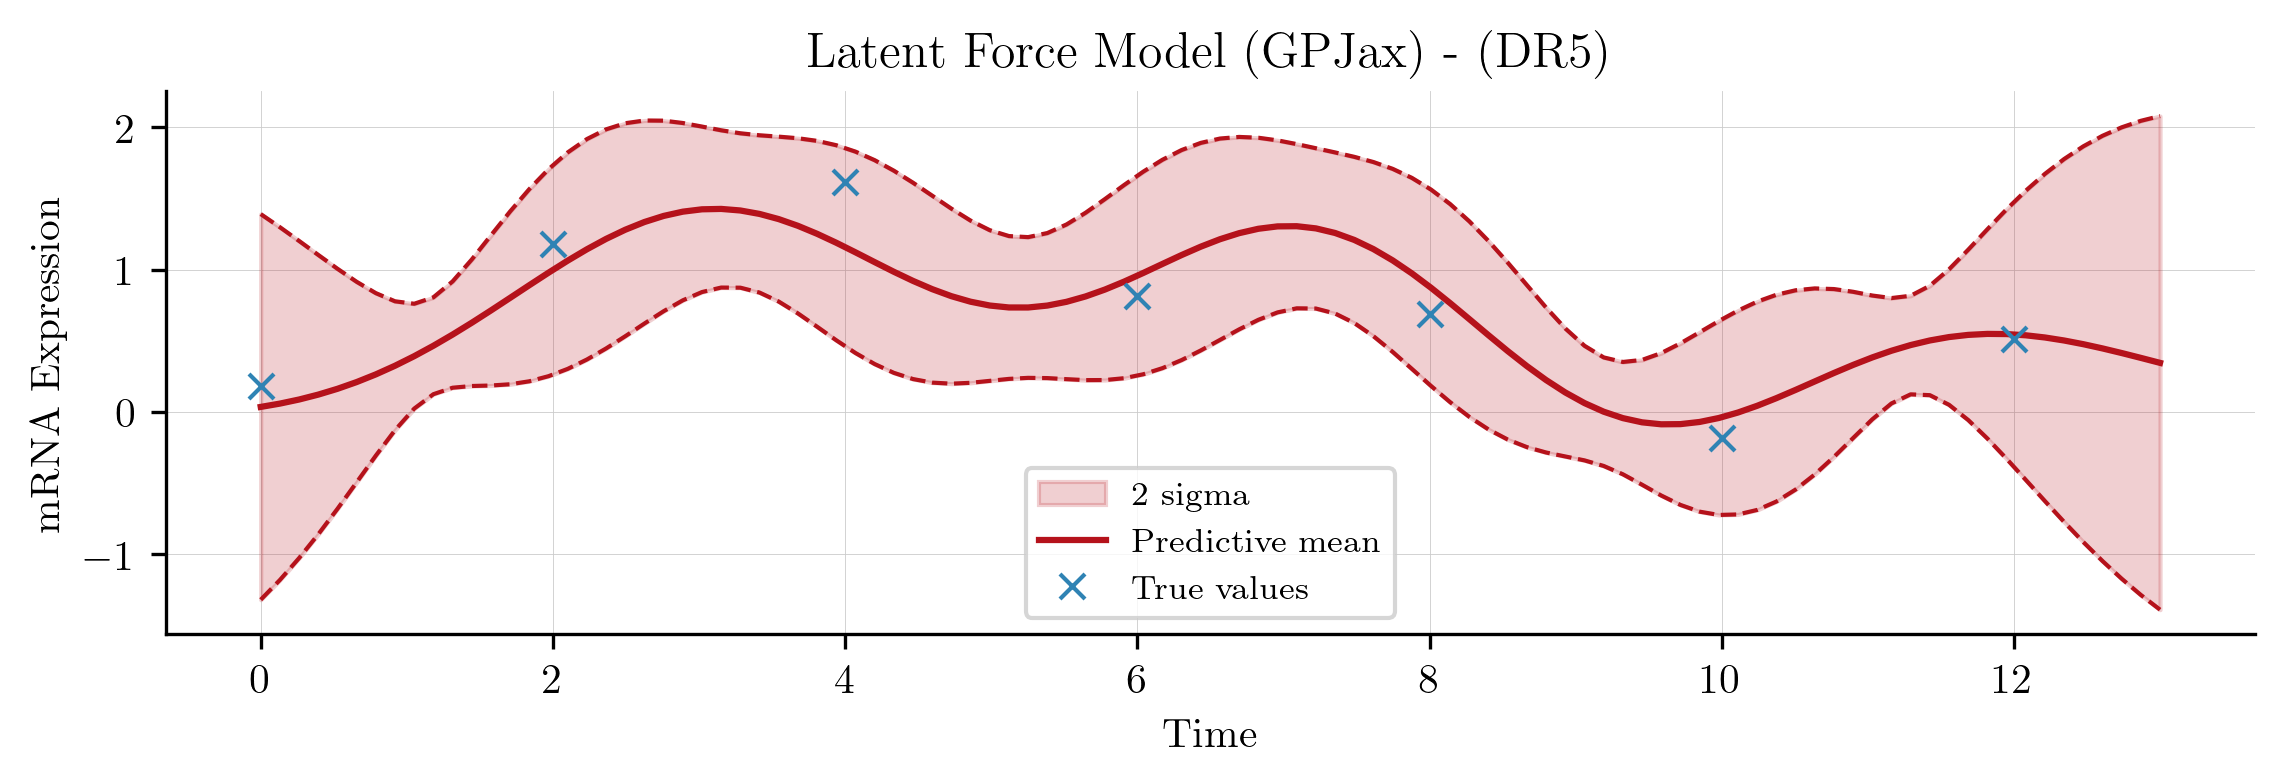 Latent Force Model (GPJax) - (DR5)
mRNA Expression
2
1
0
−1
2 sigma
Predictive mean
True values
0 2 4 6 8 10 12
Time